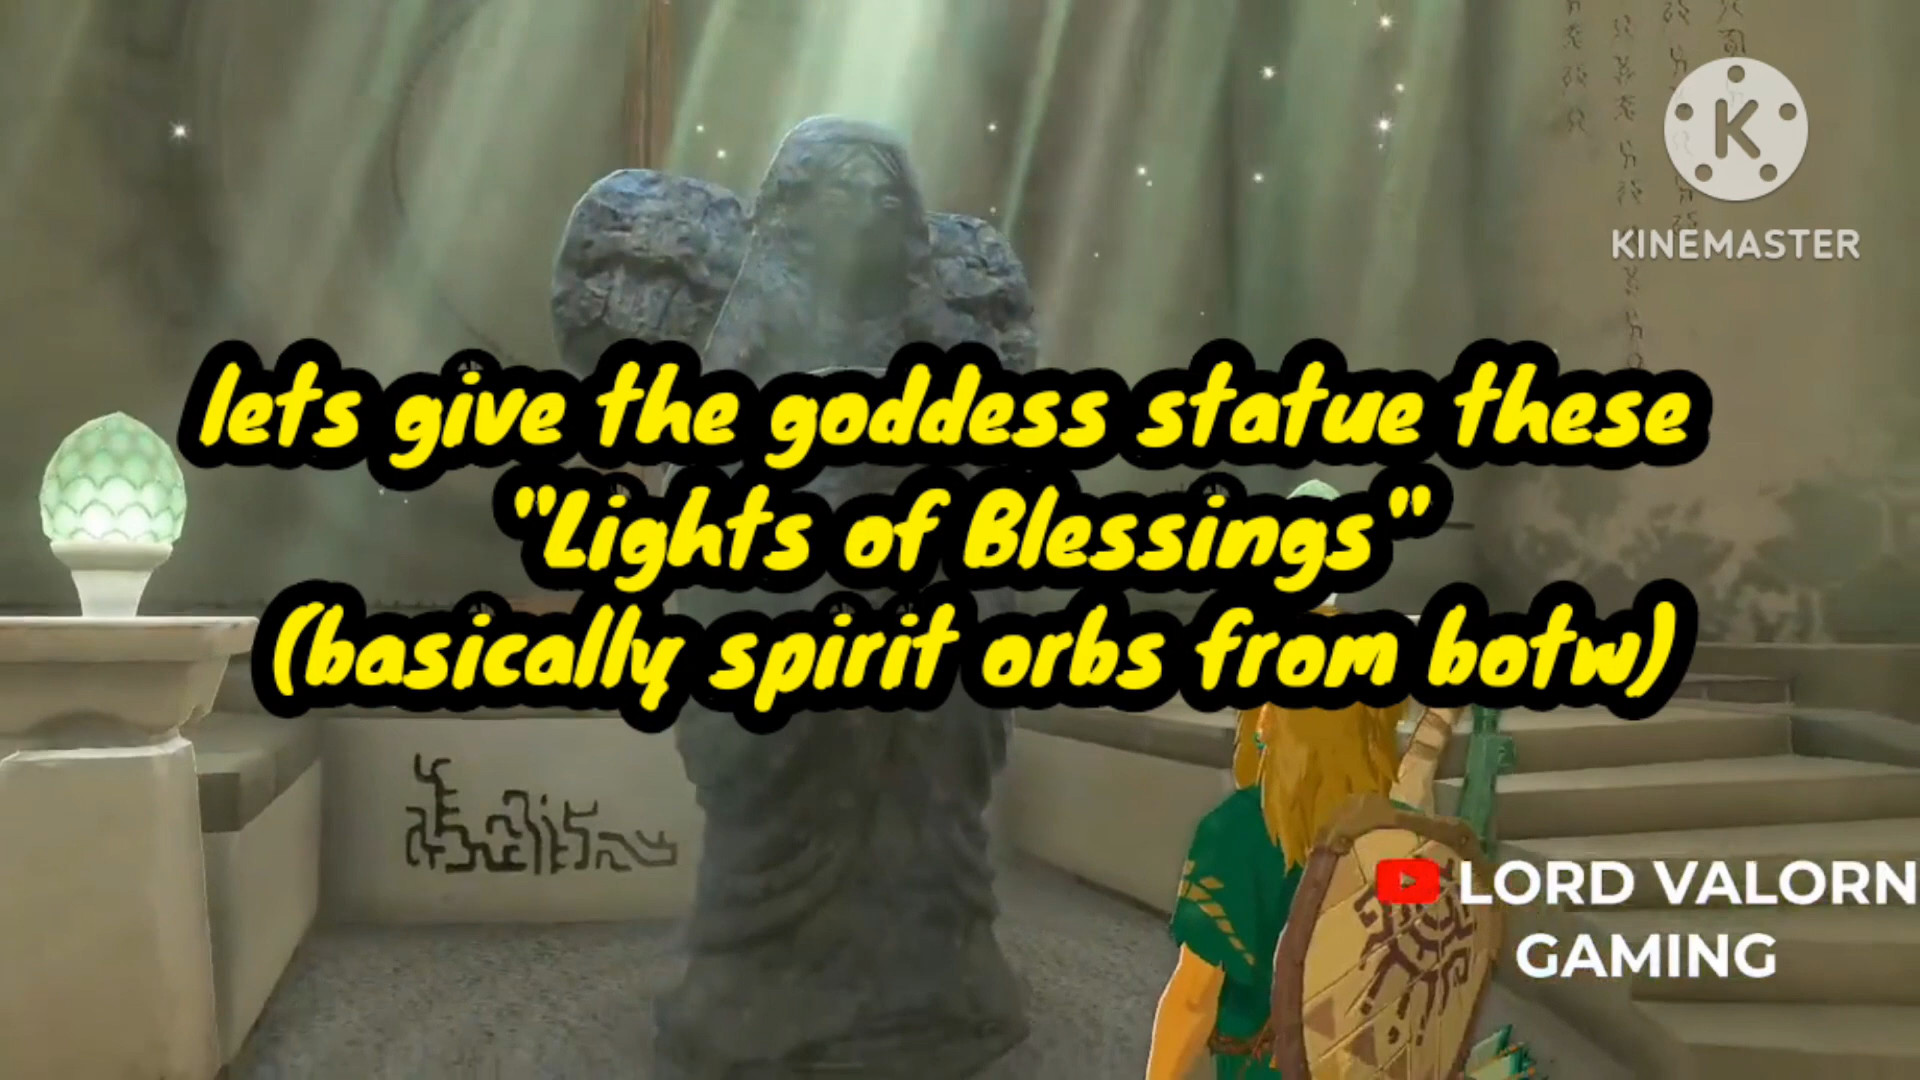 K
KINEMASTER
lets give the goddess statue these
"Lights of Blessings"
(basically spirit orbs from botw)
LORD VALORN
GAMING